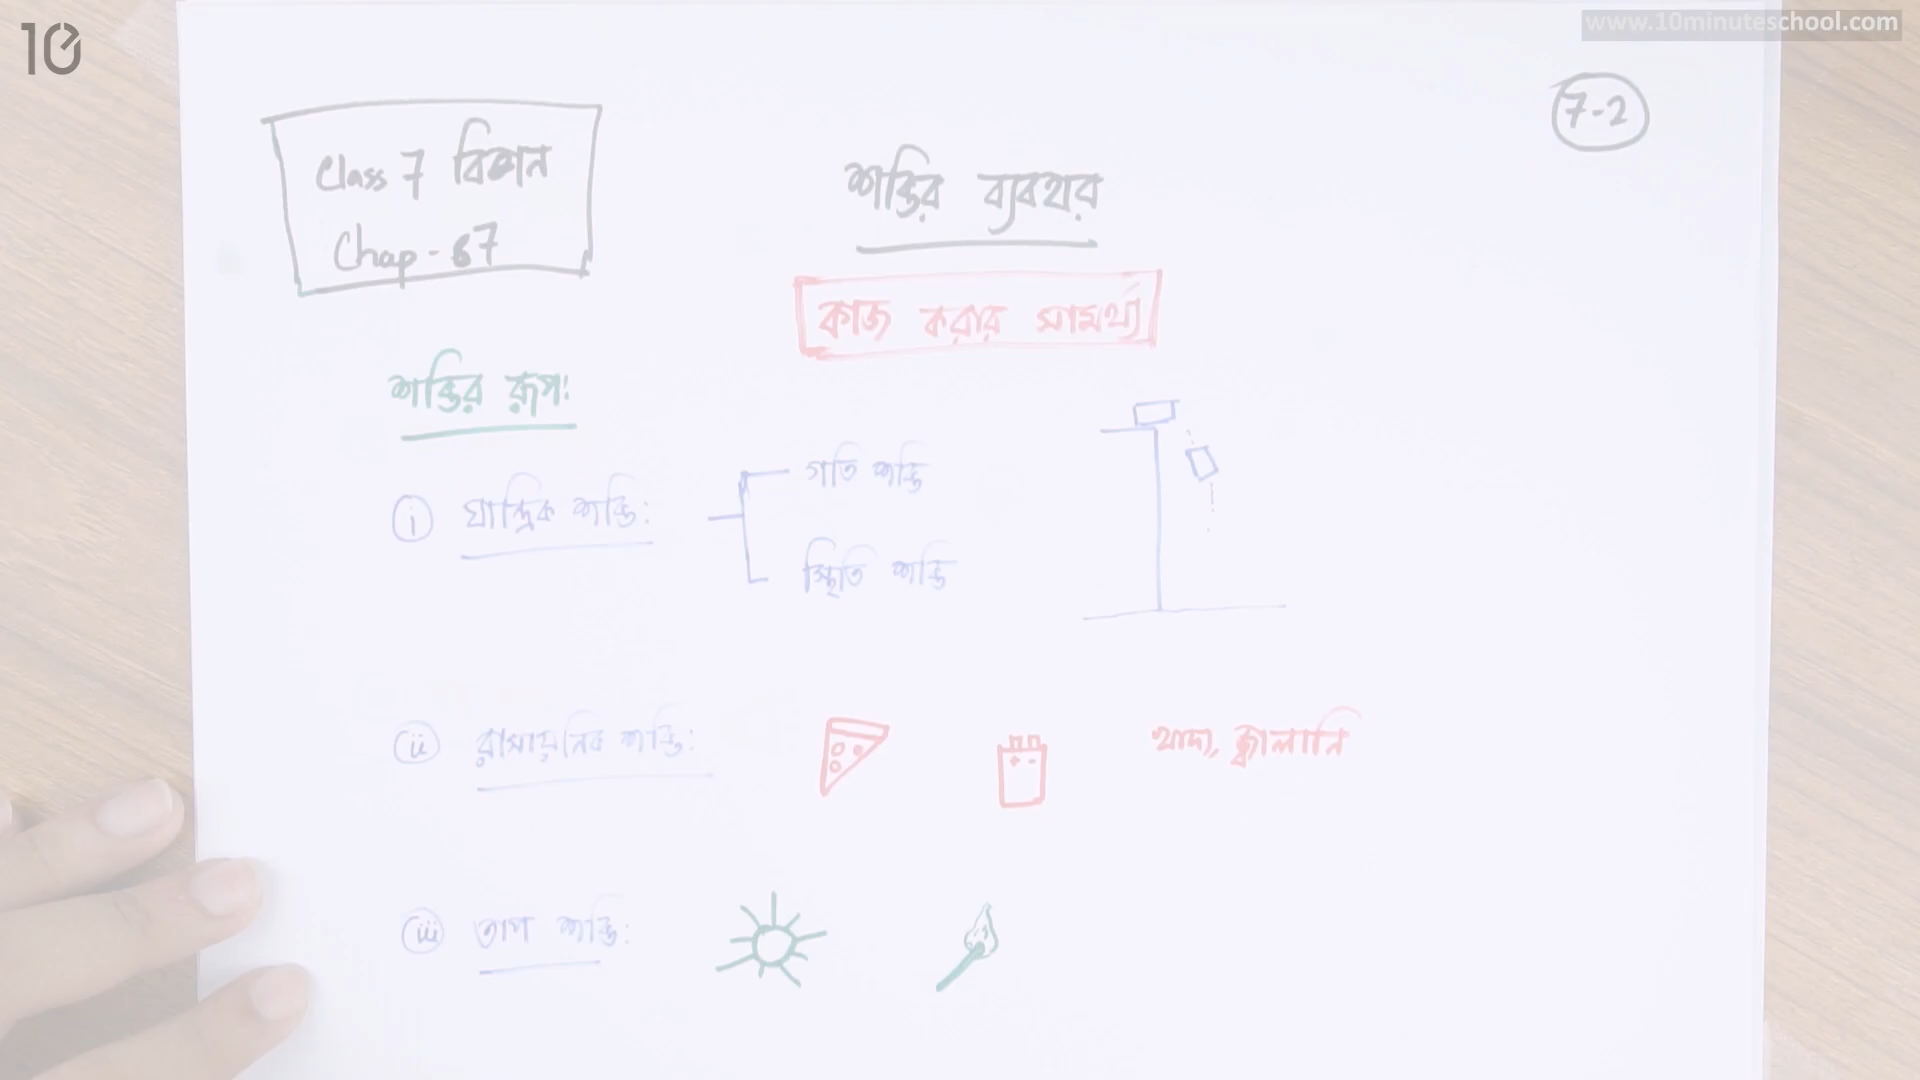 10
www.10minuteschool.com
7-2
Class 7 বিজ্ঞান
Chap - 67
শক্তির ব্যবহার
কাজ করার সামর্থ্য
শক্তির রূপ:
i যান্ত্রিক শক্তি:
গতি শক্তি
স্থিতি শক্তি
ii রাসায়নিক শক্তি:
+ -
খাদ্য, জ্বালানি
iii তাপ শক্তি: